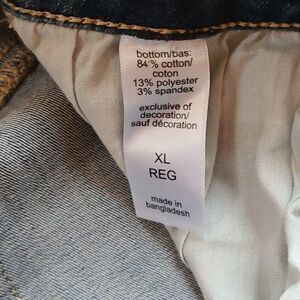 bottom/bas:
84% cotton/
coton
13% polyester
3% spandex
exclusive of
decoration/
sauf décoration
XL
REG
made in
bangladesh